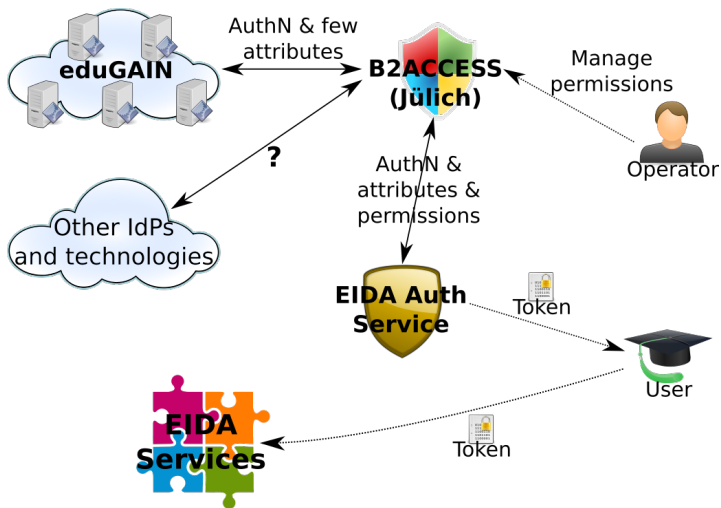 AuthN & few
attributes
eduGAIN
B2ACCESS
(Jülich)
Manage
permissions
Operator
?
AuthN &
attributes &
permissions
Other IdPs
and technologies
EIDA Auth
Service
Token
User
EIDA
Services
Token